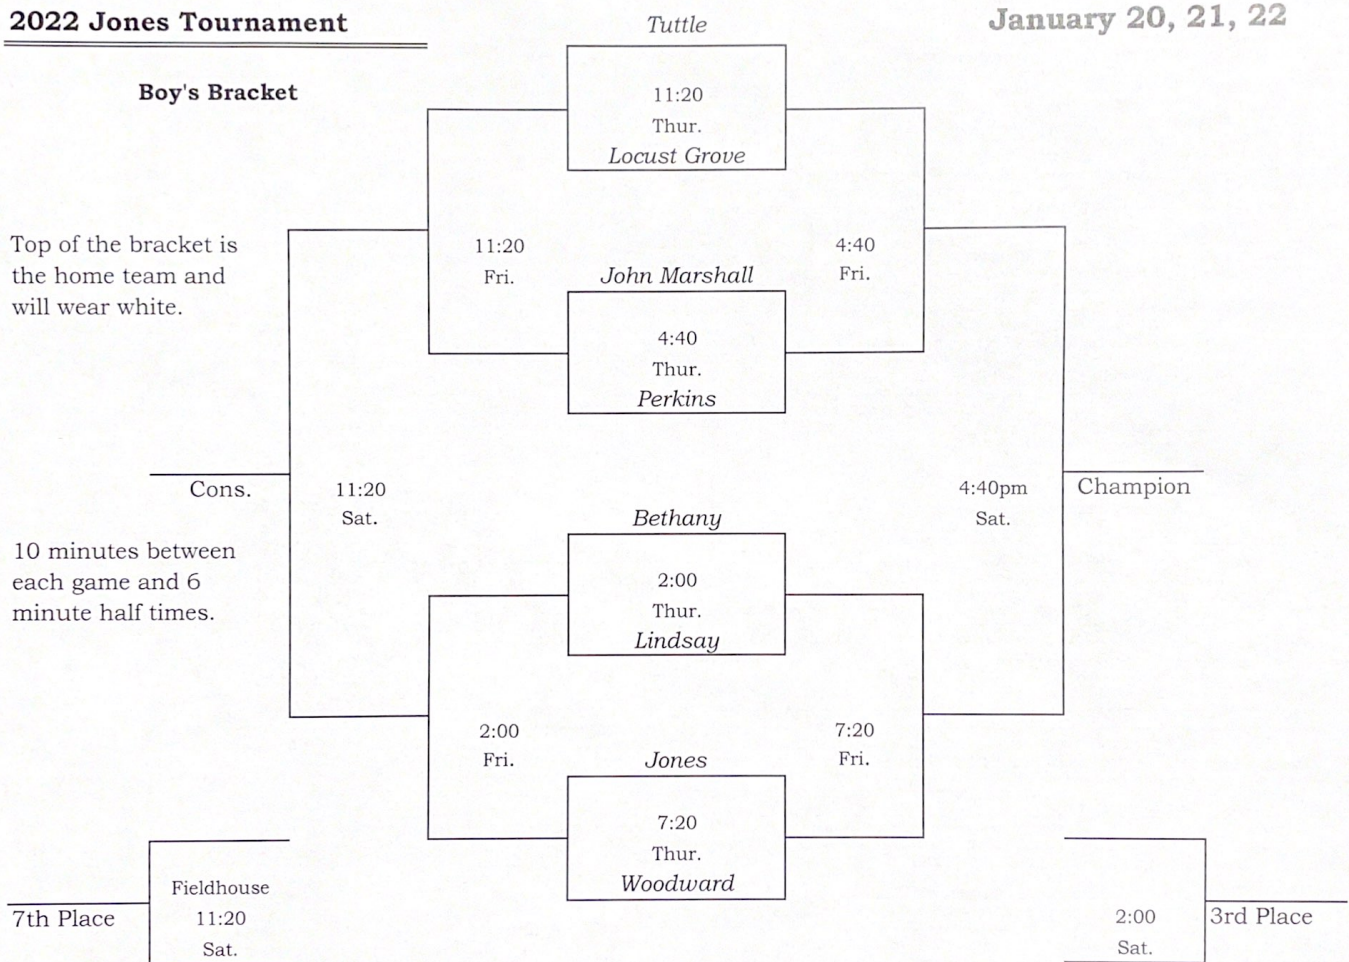 2022 Jones Tournament
January 20, 21, 22
Boy's Bracket
Tuttle
11:20
Thur.
Locust Grove
Top of the bracket is
the home team and
will wear white.
11:20
Fri.
4:40
Fri.
John Marshall
4:40
Thur.
Perkins
Cons.
11:20
Sat.
4:40pm
Sat.
Champion
10 minutes between
each game and 6
minute half times.
Bethany
2:00
Thur.
Lindsay
2:00
Fri.
7:20
Fri.
Jones
7:20
Thur.
Woodward
7th Place
Fieldhouse
11:20
Sat.
2:00
Sat.
3rd Place